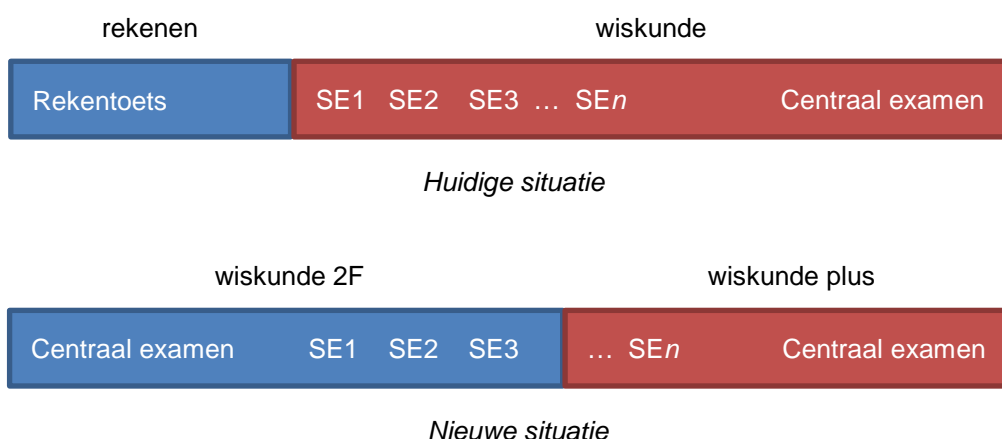 rekenen wiskunde
Rekentoets SE1 SE2 SE3 … SEn Centraal examen
Huidige situatie
wiskunde 2F wiskunde plus
Centraal examen SE1 SE2 SE3 … SEn Centraal examen
Nieuwe situatie